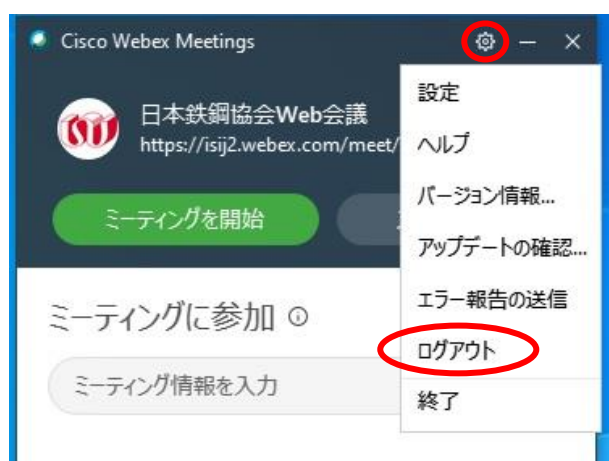 Cisco Webex Meetings
日本鉄鋼協会Web会議
https://isij2.webex.com/meet/
ミーティングを開始
ミーティングに参加
ミーティング情報を入力
設定
ヘルプ
バージョン情報...
アップデートの確認...
エラー報告の送信
ログアウト
終了